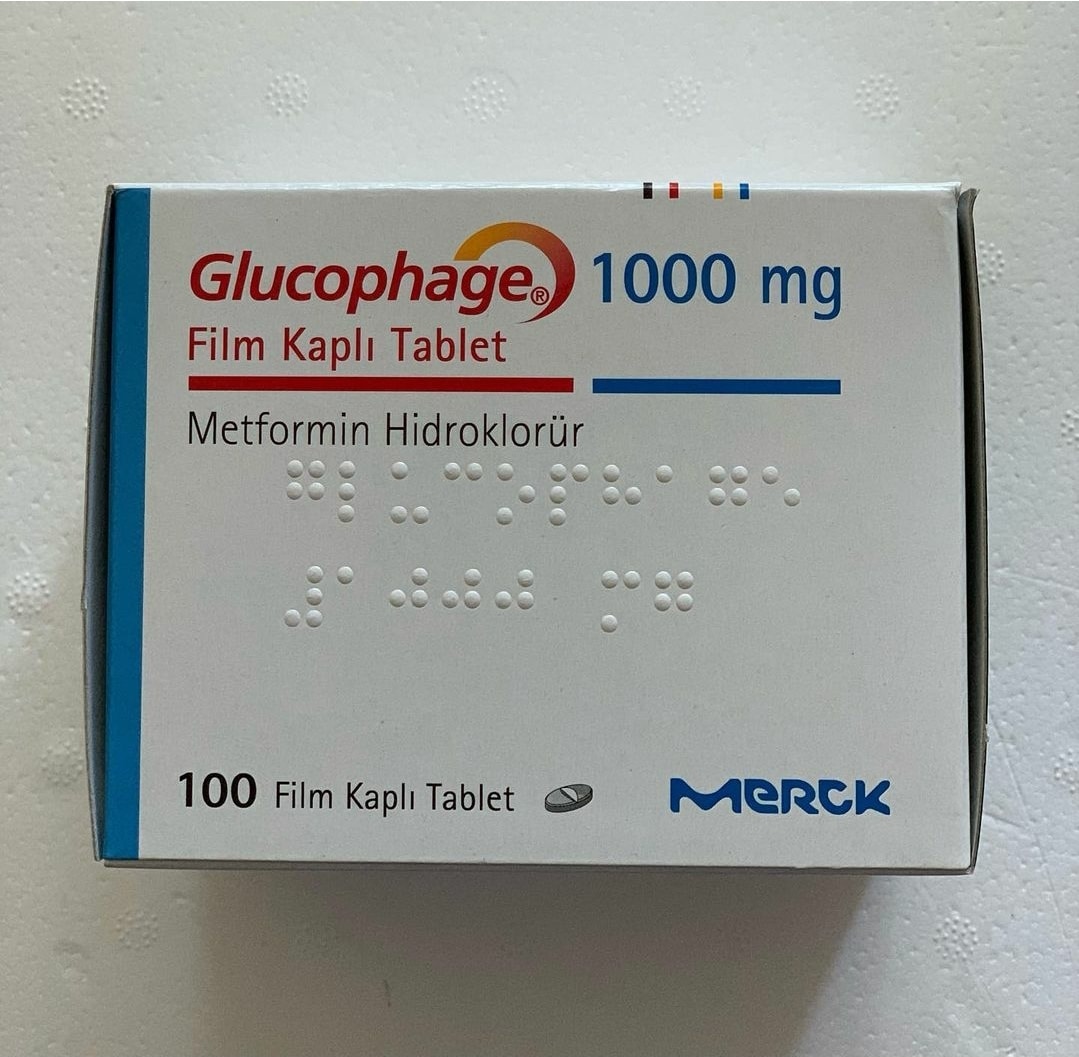 Glucophage® 1000 mg
Film Kaplı Tablet
Metformin Hidroklorür
⠛⠇⠥⠉⠕⠏⠓⠁⠛⠑
⠼⠁⠚⠚⠚ ⠍⠛
100 Film Kaplı Tablet
MERCK